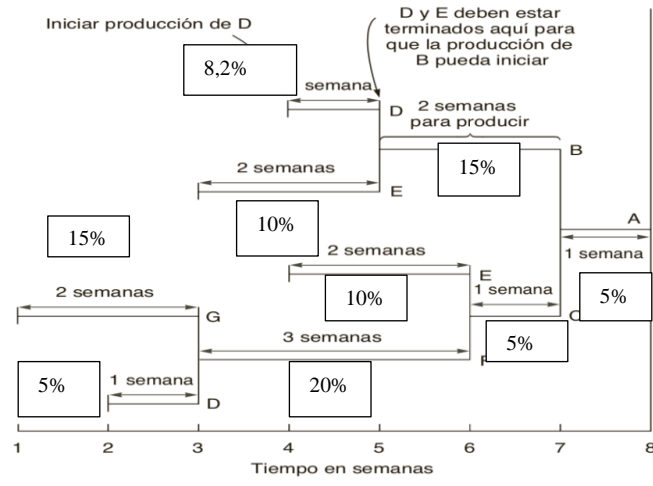 Iniciar producción de D
D y E deben estar
terminados aquí para
que la producción de
B pueda iniciar
8,2%
semana
D
2 semanas
para producir
B
2 semanas
E
15%
15%
10%
A
1 semana
2 semanas
E
10%
1 semana
5%
2 semanas
G
5%
3 semanas
5%
1 semana
20%
D
1 2 3 4 5 6 7 8
Tiempo en semanas